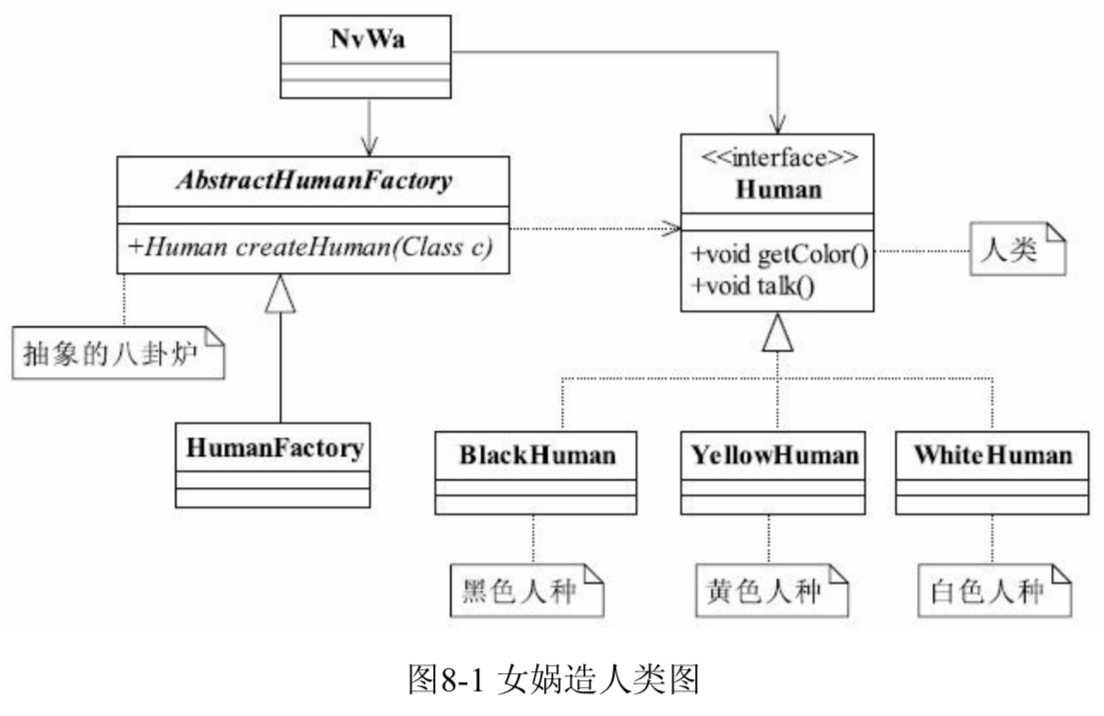 NvWa
AbstractHumanFactory
+Human createHuman(Class c)
<<interface>>
Human
+void getColor()
+void talk()
人类
抽象的八卦炉
HumanFactory
BlackHuman
YellowHuman
WhiteHuman
黑色人种
黄色人种
白色人种
图8-1 女娲造人类图